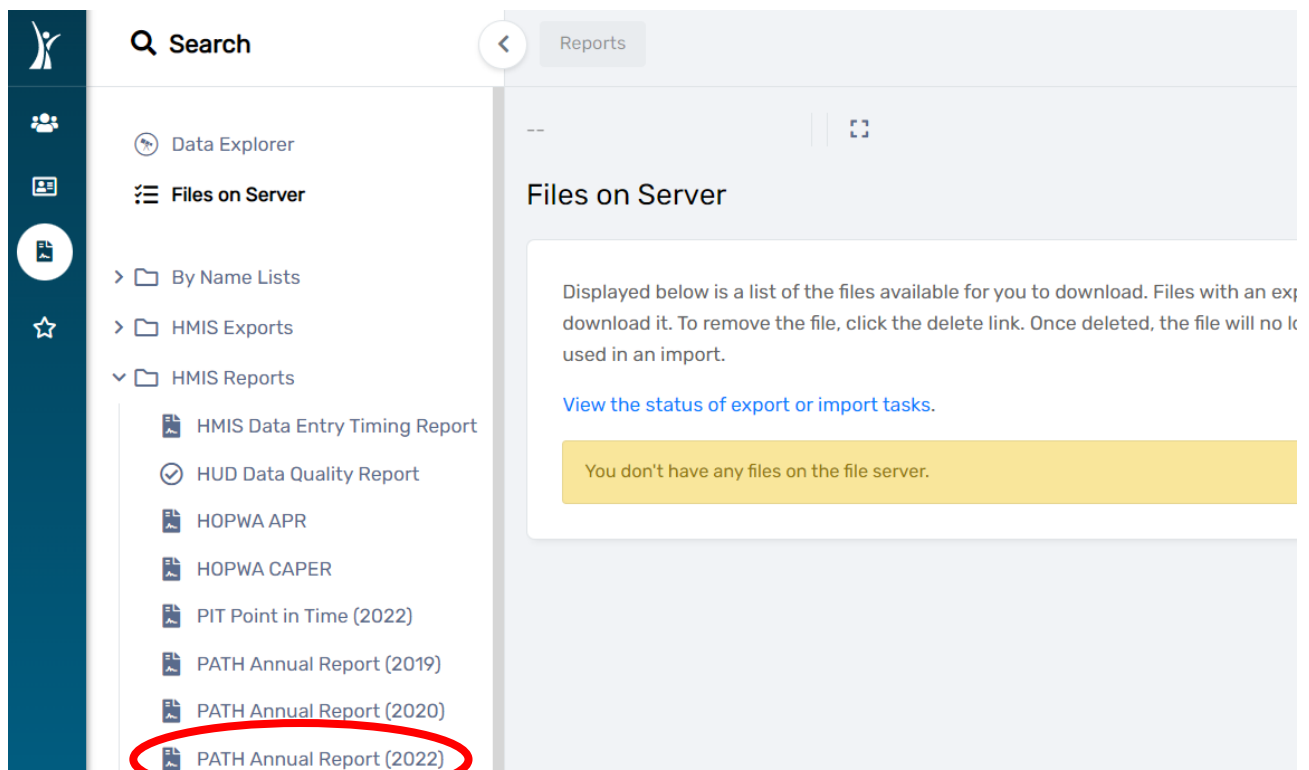 Search
Reports
Data Explorer
--
Files on Server
Files on Server
By Name Lists
HMIS Exports
HMIS Reports
HMIS Data Entry Timing Report
HUD Data Quality Report
HOPWA APR
HOPWA CAPER
PIT Point in Time (2022)
PATH Annual Report (2019)
PATH Annual Report (2020)
PATH Annual Report (2022)
Displayed below is a list of the files available for you to download. Files with an
download it. To remove the file, click the delete link. Once deleted, the file will no
used in an import.
View the status of export or import tasks.
You don't have any files on the file server.